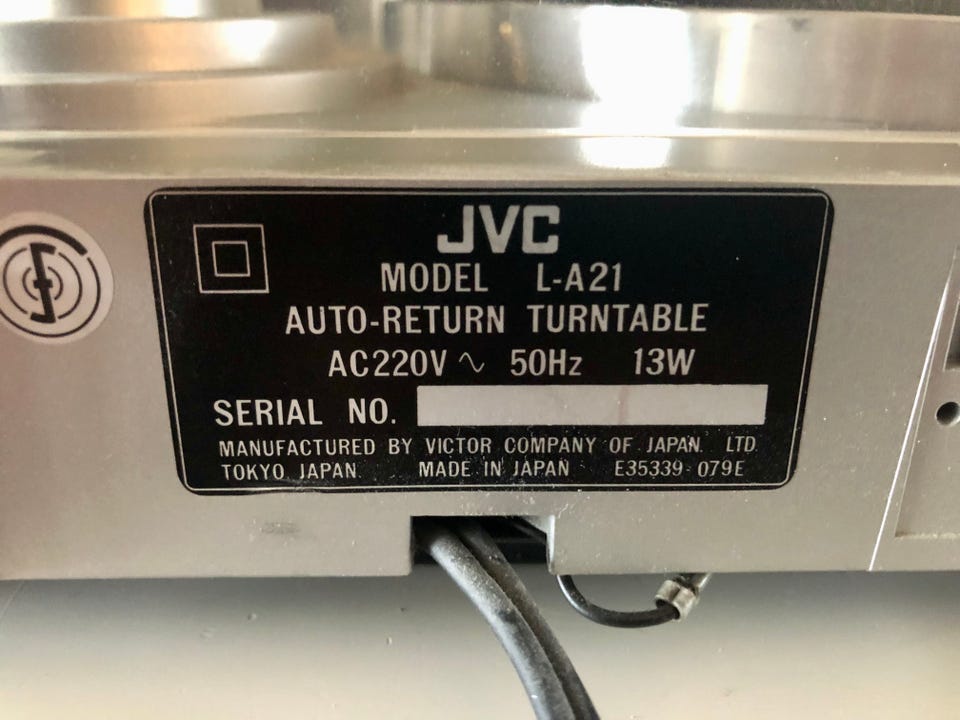 JVC
MODEL L-A21
AUTO-RETURN TURNTABLE
AC220V ~ 50Hz 13W
SERIAL NO.
MANUFACTURED BY VICTOR COMPANY OF JAPAN. LTD.
TOKYO JAPAN. MADE IN JAPAN E35339-079E